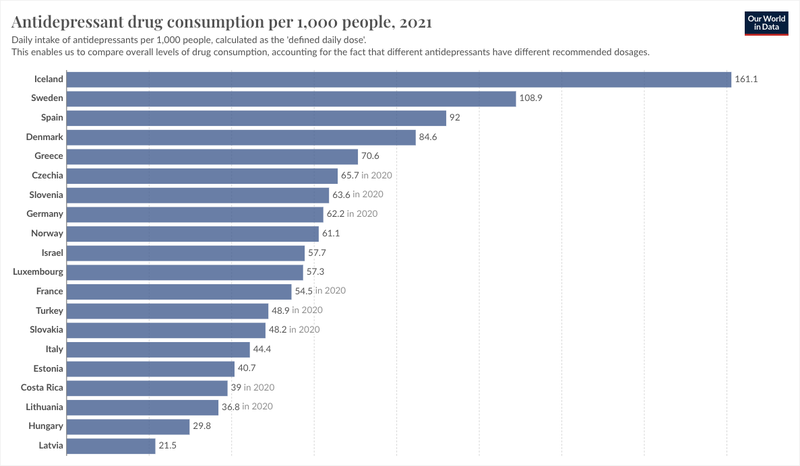 Antidepressant drug consumption per 1,000 people, 2021
Our World
in Data
Daily intake of antidepressants per 1,000 people, calculated as the 'defined daily dose'.
This enables us to compare overall levels of drug consumption, accounting for the fact that different antidepressants have different recommended dosages.
Iceland 161.1
Sweden 108.9
Spain 92
Denmark 84.6
Greece 70.6
Czechia 65.7 in 2020
Slovenia 63.6 in 2020
Germany 62.2 in 2020
Norway 61.1
Israel 57.7
Luxembourg 57.3
France 54.5 in 2020
Turkey 48.9 in 2020
Slovakia 48.2 in 2020
Italy 44.4
Estonia 40.7
Costa Rica 39 in 2020
Lithuania 36.8 in 2020
Hungary 29.8
Latvia 21.5